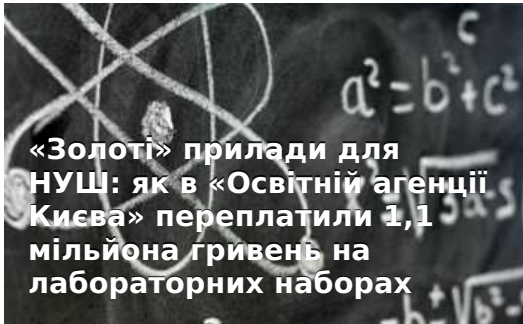 c
a²=b²+c²
«Золоті» прилади для
НУШ: як в «Освітній агенції
Києва» переплатили 1,1
мільйона гривень на
лабораторних наборах